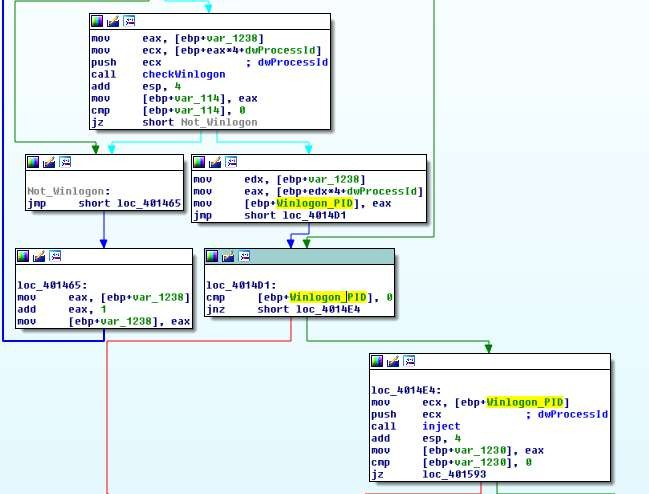 mov     eax, [ebp+var_1238]
mov     ecx, [ebp+eax*4+dwProcessId]
push    ecx             ; dwProcessId
call    checkWinlogon
add     esp, 4
mov     [ebp+var_114], eax
cmp     [ebp+var_114], 0
jz      short Not_Winlogon
Not_Winlogon:
jmp     short loc_401465
mov     edx, [ebp+var_1238]
mov     eax, [ebp+edx*4+dwProcessId]
mov     [ebp+Winlogon_PID], eax
jmp     short loc_4014D1
loc_401465:
mov     eax, [ebp+var_1238]
add     eax, 1
mov     [ebp+var_1238], eax
loc_4014D1:
cmp     [ebp+Winlogon_PID], 0
jnz     short loc_4014E4
loc_4014E4:
mov     ecx, [ebp+Winlogon_PID]
push    ecx             ; dwProcessId
call    inject
add     esp, 4
mov     [ebp+var_1230], eax
cmp     [ebp+var_1230], 0
jz      loc_401593